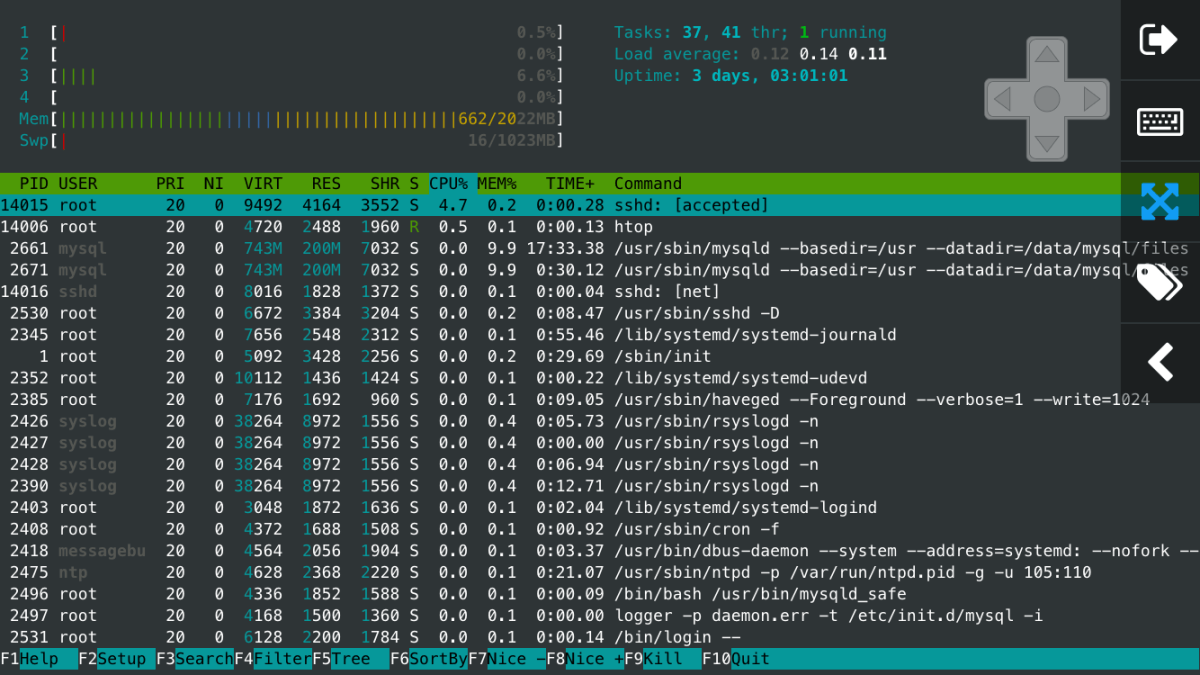 1 [| 0.5%]
2 [ 0.0%]
3 [|||| 6.6%]
4 [ 0.0%]
Mem[||||||||||||||||||||||||||||||||||||||||662/2022MB]
Swp[| 16/1023MB]
Tasks: 37, 41 thr; 1 running
Load average: 0.12 0.14 0.11
Uptime: 3 days, 03:01:01
PID USER PRI NI VIRT RES SHR S CPU% MEM% TIME+ Command
14015 root 20 0 9492 4164 3552 S 4.7 0.2 0:00.28 sshd: [accepted]
14006 root 20 0 4720 2488 1960 R 0.5 0.1 0:00.13 htop
2661 mysql 20 0 743M 200M 7032 S 0.0 9.9 17:33.38 /usr/sbin/mysqld --basedir=/usr --datadir=/data/mysql/files
2671 mysql 20 0 743M 200M 7032 S 0.0 9.9 0:30.12 /usr/sbin/mysqld --basedir=/usr --datadir=/data/mysql/files
14016 sshd 20 0 8016 1828 1372 S 0.0 0.1 0:00.04 sshd: [net]
2530 root 20 0 6672 3384 3204 S 0.0 0.2 0:08.47 /usr/sbin/sshd -D
2345 root 20 0 7656 2548 2312 S 0.0 0.1 0:55.46 /lib/systemd/systemd-journald
1 root 20 0 5092 3428 2256 S 0.0 0.2 0:29.69 /sbin/init
2352 root 20 0 10112 1436 1424 S 0.0 0.1 0:00.22 /lib/systemd/systemd-udevd
2385 root 20 0 7176 1692 960 S 0.0 0.1 0:09.05 /usr/sbin/haveged --Foreground --verbose=1 --write=1024
2426 syslog 20 0 38264 8972 1556 S 0.0 0.4 0:05.73 /usr/sbin/rsyslogd -n
2427 syslog 20 0 38264 8972 1556 S 0.0 0.4 0:00.00 /usr/sbin/rsyslogd -n
2428 syslog 20 0 38264 8972 1556 S 0.0 0.4 0:06.94 /usr/sbin/rsyslogd -n
2390 syslog 20 0 38264 8972 1556 S 0.0 0.4 0:12.71 /usr/sbin/rsyslogd -n
2403 root 20 0 3048 1872 1636 S 0.0 0.1 0:02.04 /lib/systemd/systemd-logind
2408 root 20 0 4372 1688 1508 S 0.0 0.1 0:00.92 /usr/sbin/cron -f
2418 messagebu 20 0 4564 2056 1904 S 0.0 0.1 0:03.37 /usr/bin/dbus-daemon --system --address=systemd: --nofork --
2475 ntp 20 0 4628 2368 2220 S 0.0 0.1 0:21.07 /usr/sbin/ntpd -p /var/run/ntpd.pid -g -u 105:110
2496 root 20 0 4336 1852 1588 S 0.0 0.1 0:00.09 /bin/bash /usr/bin/mysqld_safe
2497 root 20 0 4168 1500 1360 S 0.0 0.1 0:00.00 logger -p daemon.err -t /etc/init.d/mysql -i
2531 root 20 0 6128 2200 1784 S 0.0 0.1 0:00.14 /bin/login --
F1Help F2Setup F3SearchF4FilterF5Tree F6SortByF7Nice -F8Nice +F9Kill F10Quit